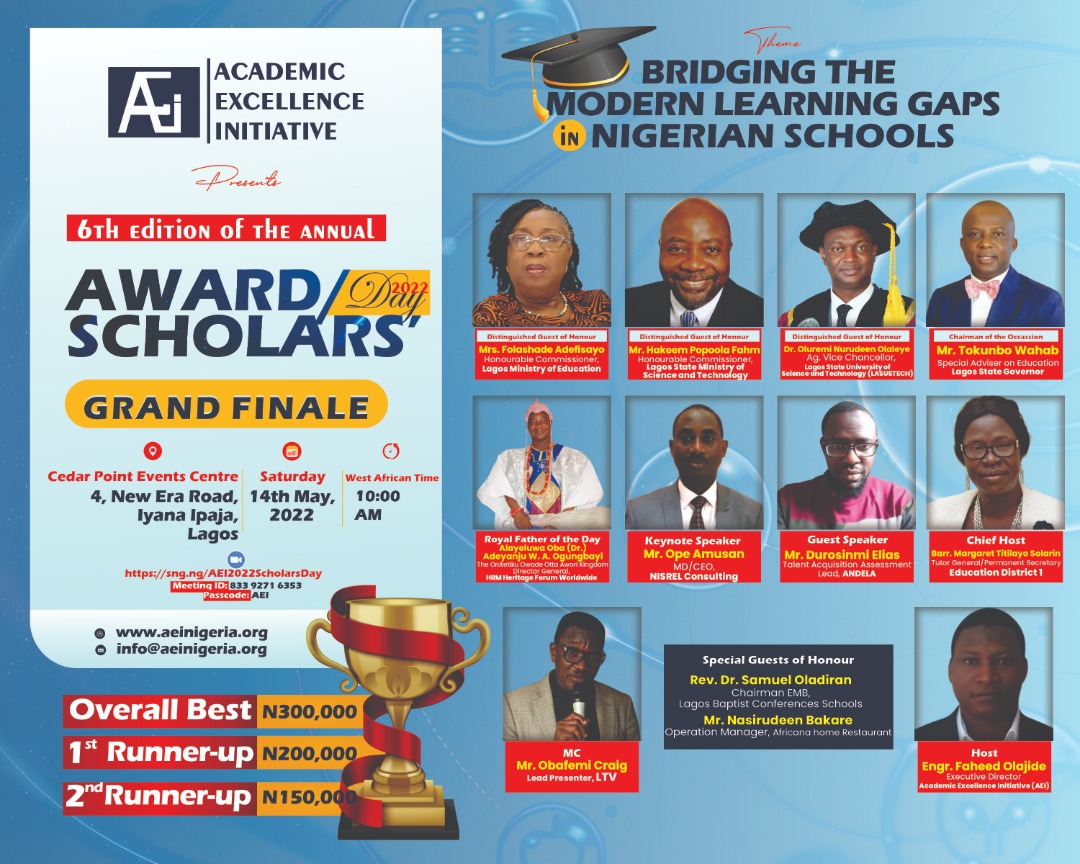 AEi
ACADEMIC
EXCELLENCE
INITIATIVE
Presents
6TH EDITION OF THE ANNUAL
AWARD/
2022
Day
SCHOLARS'
GRAND FINALE
Cedar Point Events Centre
4, New Era Road,
Iyana Ipaja,
Lagos
Saturday
14th May,
2022
West African Time
10:00
AM
https://sng.ng/AEI2022ScholarsDay
Meeting ID: 833 9271 6353
Passcode: AEI
www.aeinigeria.org
info@aeinigeria.org
Overall Best N300,000
1st Runner-up N200,000
2nd Runner-up N150,000
Theme
BRIDGING THE
MODERN LEARNING GAPS
in NIGERIAN SCHOOLS
Distinguished Guest of Honour
Mrs. Folashade Adefisayo
Honourable Commissioner,
Lagos Ministry of Education
Distinguished Guest of Honour
Mr. Hakeem Popoola Fahm
Honourable Commissioner,
Lagos State Ministry of
Science and Technology
Distinguished Guest of Honour
Dr. Oluremi Nurudeen Olaleye
Ag. Vice Chancellor,
Lagos State University of
Science and Technology (LASUSTECH)
Chairman of the Occasion
Mr. Tokunbo Wahab
Special Adviser on Education
Lagos State Governor
Royal Father of the Day
Alayeluwa Oba (Dr.)
Adeyanju W. A. Ogungbayi
The Onifetiku Owode Otta Awori Kingdom
Director General,
HRM Heritage Forum Worldwide
Keynote Speaker
Mr. Ope Amusan
MD/CEO,
NISREL Consulting
Guest Speaker
Mr. Durosinmi Elias
Talent Acquisition Assessment
Lead, ANDELA
Chief Host
Barr. Margaret Titilayo Solarin
Tutor General/Permanent Secretary
Education District 1
MC
Mr. Obafemi Craig
Lead Presenter, LTV
Special Guests of Honour
Rev. Dr. Samuel Oladiran
Chairman EMB,
Lagos Baptist Conferences Schools
Mr. Nasirudeen Bakare
Operation Manager, Africana home Restaurant
Host
Engr. Faheed Olajide
Executive Director
Academic Excellence Initiative (AEI)